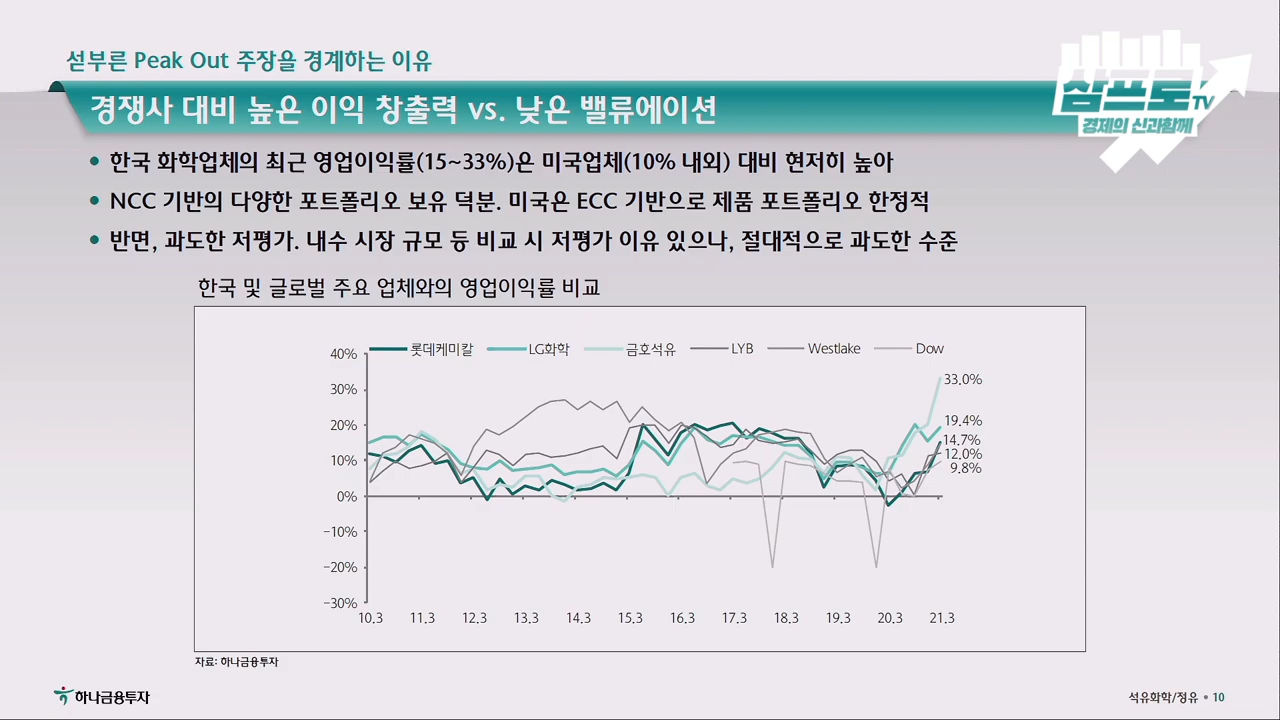 섣부른 Peak Out 주장을 경계하는 이유
삼프로TV
경제의 신과함께
경쟁사 대비 높은 이익 창출력 vs. 낮은 밸류에이션
• 한국 화학업체의 최근 영업이익률(15~33%)은 미국업체(10% 내외) 대비 현저히 높아
• NCC 기반의 다양한 포트폴리오 보유 덕분. 미국은 ECC 기반으로 제품 포트폴리오 한정적
• 반면, 과도한 저평가. 내수 시장 규모 등 비교 시 저평가 이유 있으나, 절대적으로 과도한 수준
한국 및 글로벌 주요 업체와의 영업이익률 비교
롯데케미칼 LG화학 금호석유 LYB Westlake Dow
40%
30%
20%
10%
0%
-10%
-20%
-30%
33.0%
19.4%
14.7%
12.0%
9.8%
10.3 11.3 12.3 13.3 14.3 15.3 16.3 17.3 18.3 19.3 20.3 21.3
자료: 하나금융투자
하나금융투자
석유화학/정유 • 10